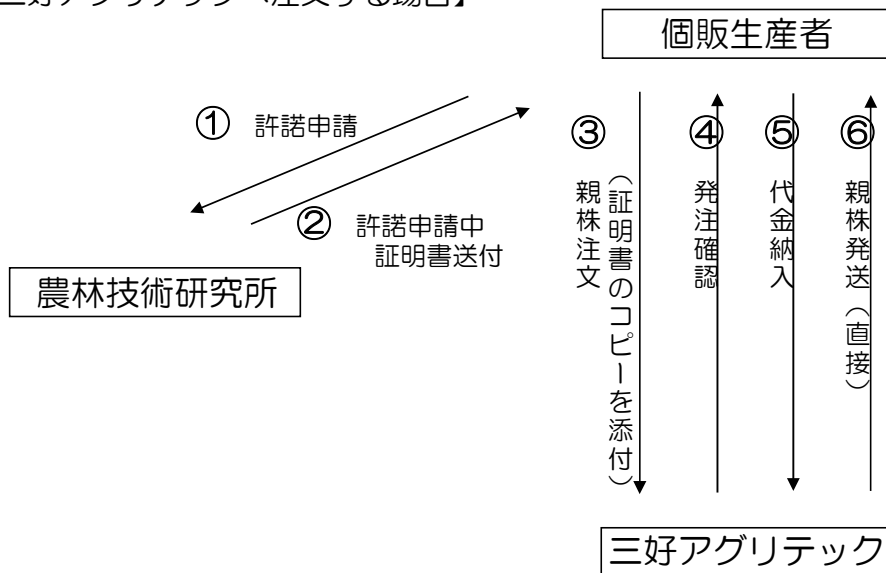 三好アグリテックへ注文する場合】
個販生産者
① 許諾申請
② 許諾申請中
証明書送付
農林技術研究所
③
親株注文
(証明書のコピーを添付)
④
発注確認
⑤
代金納入
⑥
親株発送(直接)
三好アグリテック